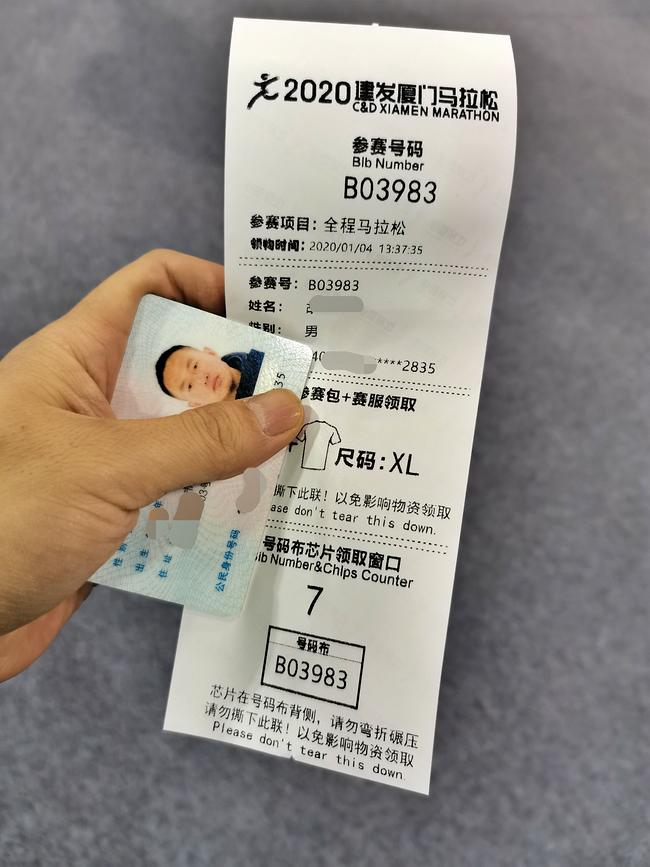 2020建发厦门马拉松
C&D XIAMEN MARATHON
参赛号码
Bib Number
B03983
参赛项目: 全程马拉松
领物时间: 2020/01/04 13:37:35
参赛号: B03983
姓名:
性别: 男
40 ****2835
参赛包+赛服领取
尺码: XL
撕下此联! 以免影响物资领取
ase don't tear this down.
号码布芯片领取窗口
Bib Number&Chips Counter
7
号码布
B03983
芯片在号码布背侧, 请勿弯折碾压
请勿撕下此联! 以免影响物资领取
Please don't tear this down.
35
出生
住址
公民身份号码